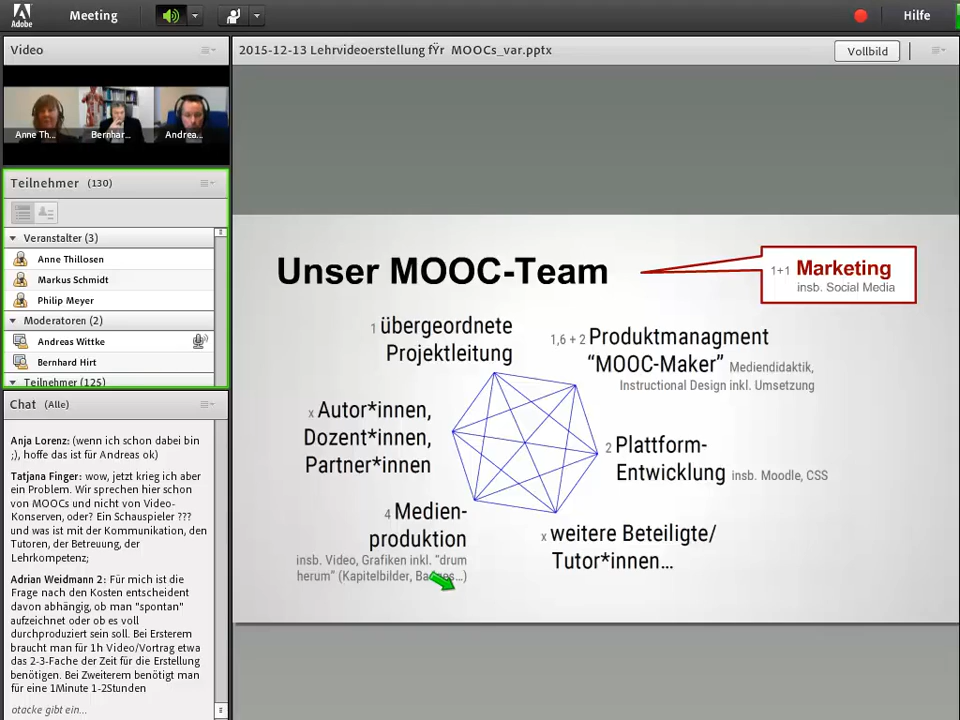 Adobe
Meeting
Hilfe
Video
Anne Th...
Bernhar...
Andrea...
Teilnehmer (130)
Veranstalter (3)
Anne Thillosen
Markus Schmidt
Philip Meyer
Moderatoren (2)
Andreas Wittke
Bernhard Hirt
Teilnehmer (125)
Chat (Alle)
Anja Lorenz: (wenn ich schon dabei bin
;), hoffe das ist für Andreas ok)
Tatjana Finger: wow, jetzt krieg ich aber
ein Problem. Wir sprechen hier schon
von MOOCs und nicht von Video-
Konserven, oder? Ein Schauspieler ???
und was ist mit der Kommunikation, den
Tutoren, der Betreuung, der
Lehrkompetenz;
Adrian Weidmann 2: Für mich ist die
Frage nach den Kosten entscheident
davon abhängig, ob man "spontan"
aufzeichnet oder ob es voll
durchproduziert sein soll. Bei Ersterem
braucht man für 1h Video/Vortrag etwa
das 2-3-Fache der Zeit für die Erstellung
benötigen. Bei Zweiterem benötigt man
für eine 1Minute 1-2Stunden
atacke gibt ein...
2015-12-13 Lehrvideoerstellung fŸr MOOCs_var.pptx
Vollbild
Unser MOOC-Team
1+1 Marketing
insb. Social Media
1 übergeordnete
Projektleitung
1,6 + 2 Produktmanagment
“MOOC-Maker” Mediendidaktik,
Instructional Design inkl. Umsetzung
x Autor*innen,
Dozent*innen,
Partner*innen
2 Plattform-
Entwicklung insb. Moodle, CSS
4 Medien-
produktion
insb. Video, Grafiken inkl. “drum
herum” (Kapitelbilder, Badges...)
x weitere Beteiligte/
Tutor*innen...